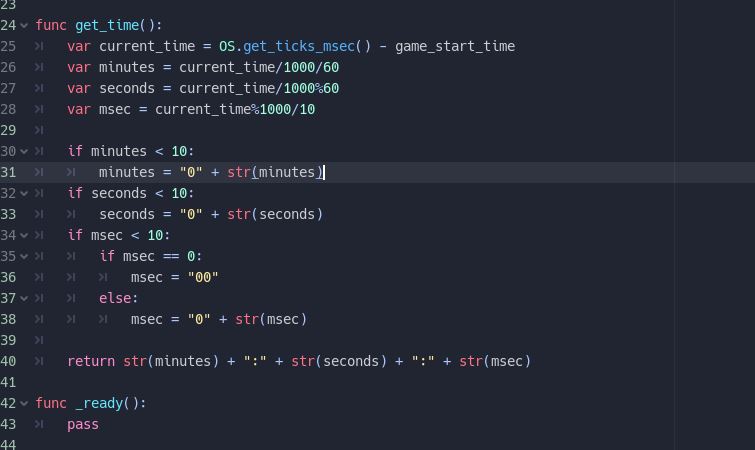 23
24 func get_time():
25 var current_time = OS.get_ticks_msec() - game_start_time
26 var minutes = current_time/1000/60
27 var seconds = current_time/1000%60
28 var msec = current_time%1000/10
29
30 if minutes < 10:
31 minutes = "0" + str(minutes)
32 if seconds < 10:
33 seconds = "0" + str(seconds)
34 if msec < 10:
35 if msec == 0:
36 msec = "00"
37 else:
38 msec = "0" + str(msec)
39
40 return str(minutes) + ":" + str(seconds) + ":" + str(msec)
41
42 func _ready():
43 pass
44